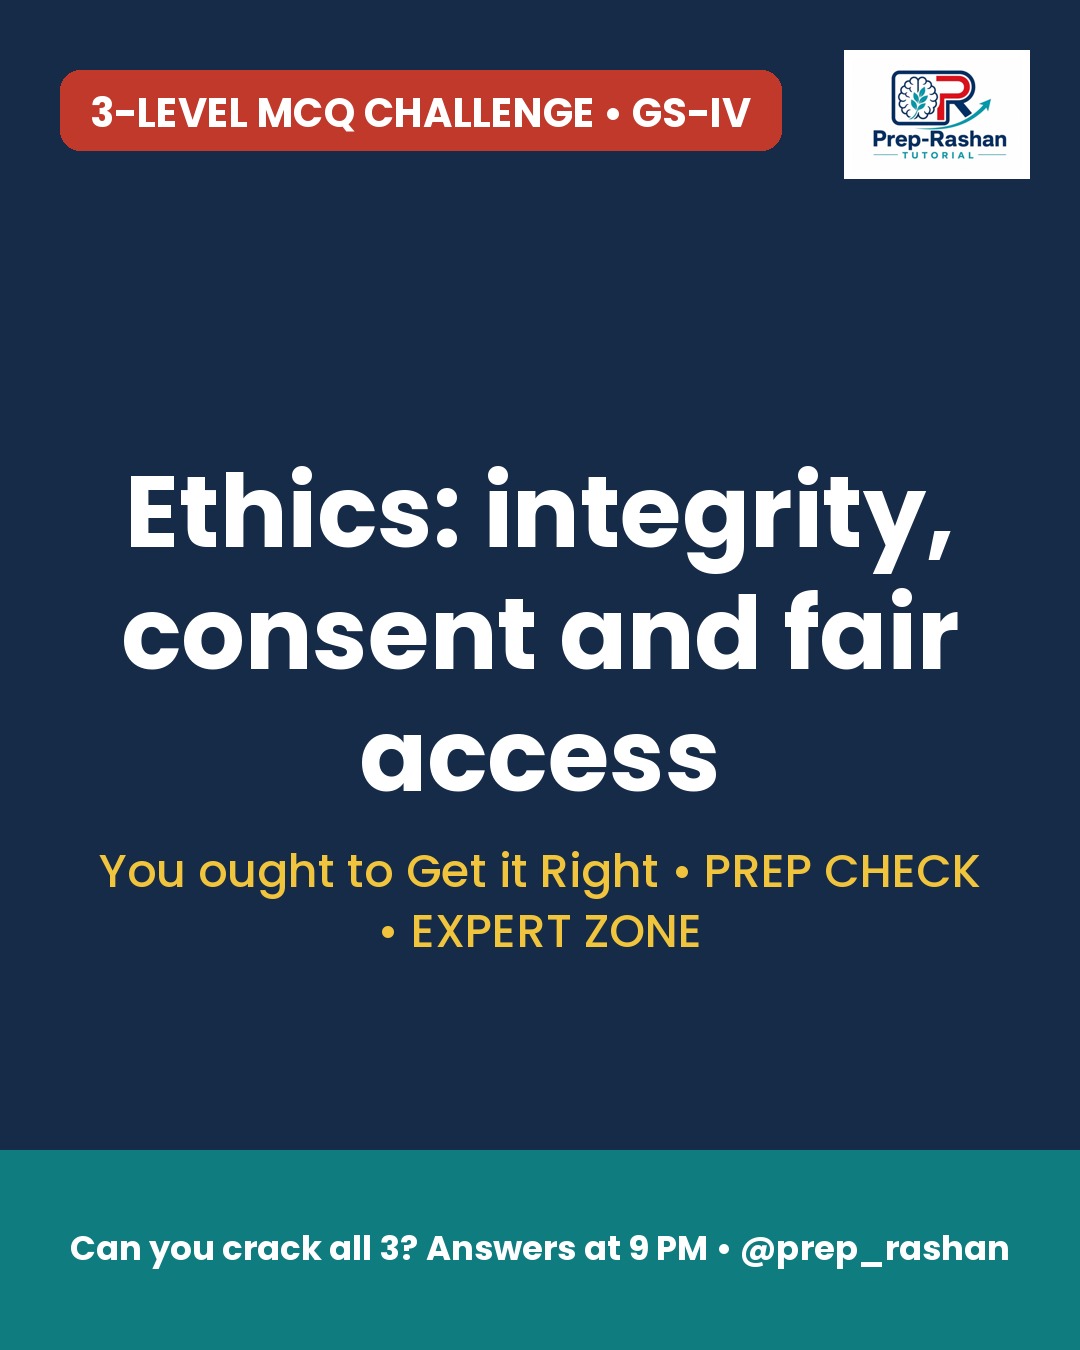 3-LEVEL MCQ CHALLENGE • GS-IV
Prep-Rashan
TUTORIAL
Ethics: integrity,
consent and fair
access
You ought to Get it Right • PREP CHECK
• EXPERT ZONE
Can you crack all 3? Answers at 9 PM • @prep_rashan